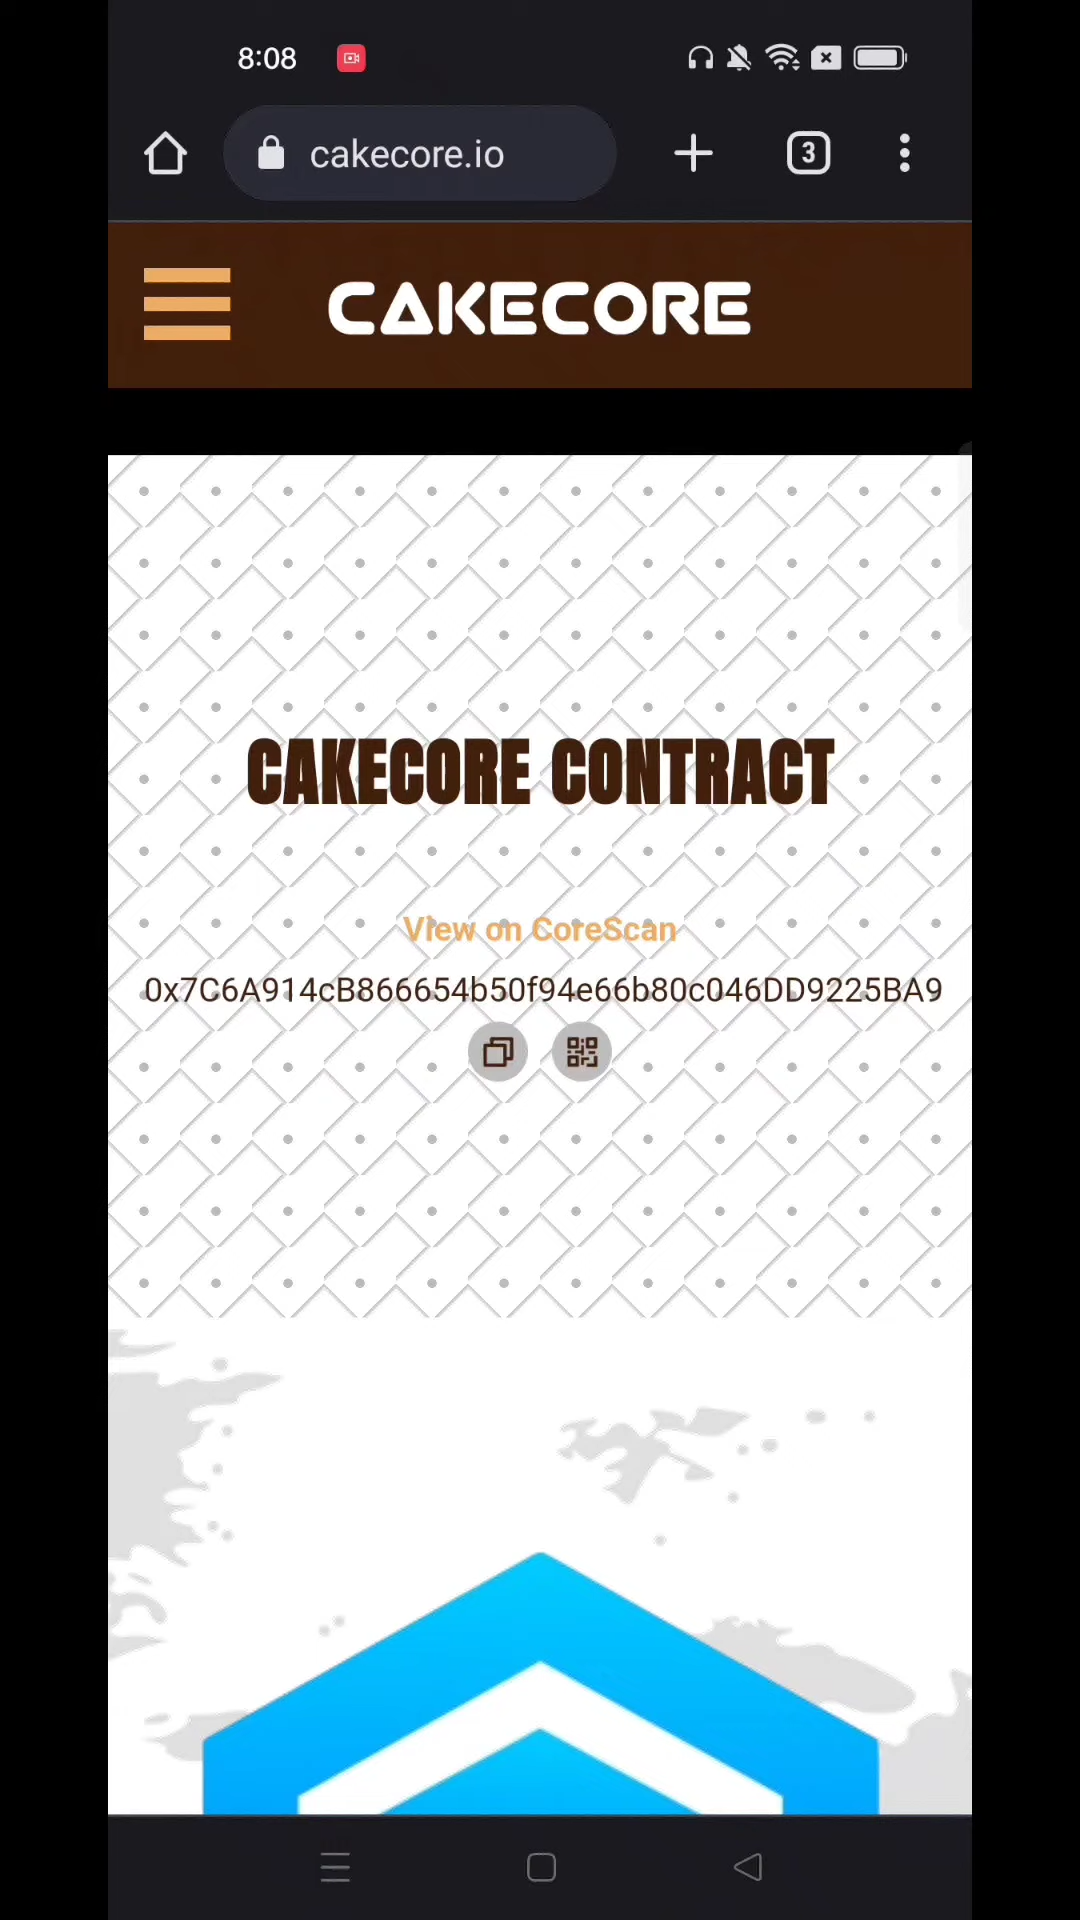 8:08
cakecore.io
3
CAKECORE
CAKECORE CONTRACT
View on CoreScan
0x7C6A914cB866654b50f94e66b80c046DD9225BA9